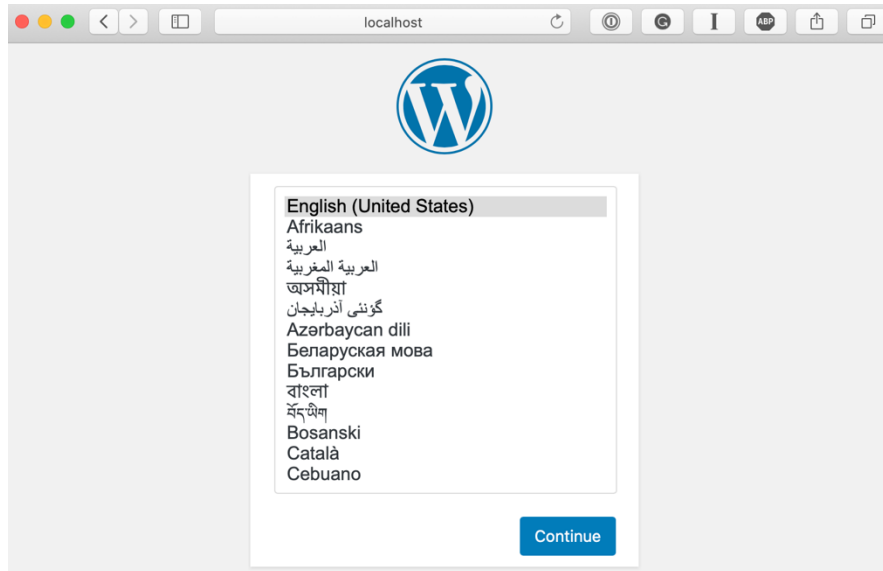 localhost
ABP
English (United States)
Afrikaans
العربية
العربية المغربية
অসমীয়া
گؤنئی آذربایجان
Azərbaycan dili
Беларуская мова
Български
বাংলা
བོད་ཡིག
Bosanski
Català
Cebuano
Continue